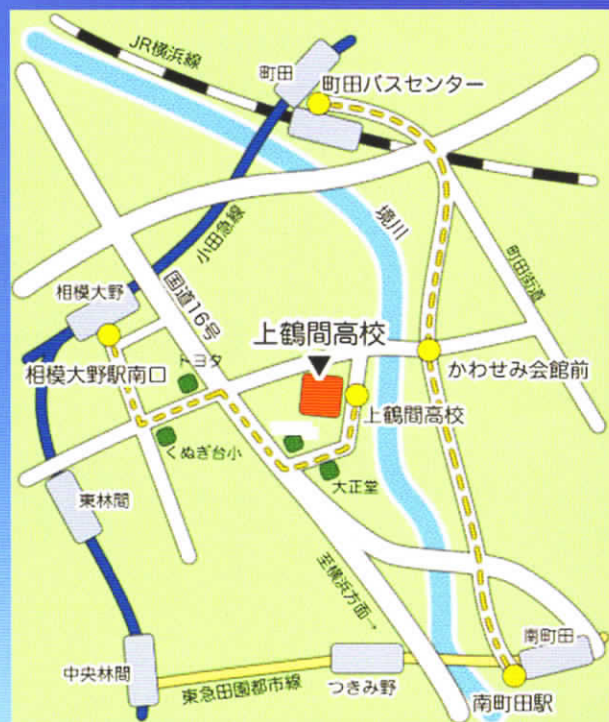 JR横浜線
町田
町田バスセンター
小田急線
境川
町田街道
相模大野
国道16号
上鶴間高校
トヨタ
相模大野駅南口
かわせみ会館前
上鶴間高校
くぬぎ台小
大正堂
東林間
至横浜方面→
南町田
中央林間
つきみ野
東急田園都市線
南町田駅